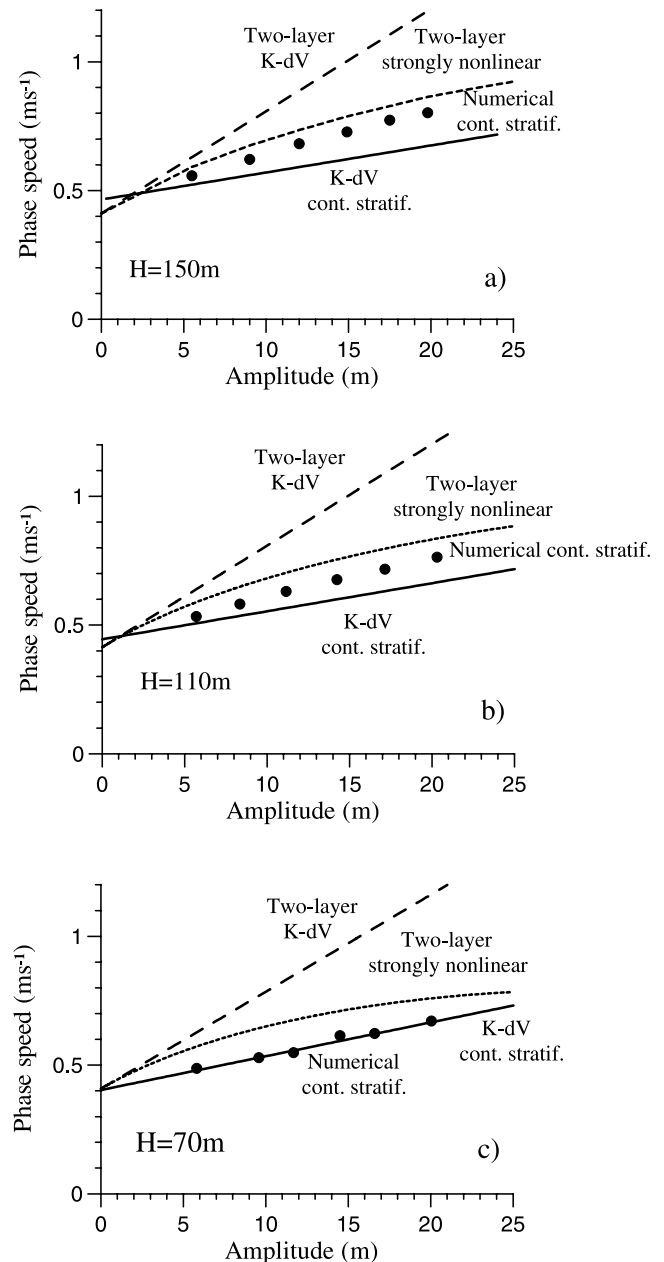 Two-layer
K-dV
Two-layer
strongly nonlinear
Numerical
cont. stratif.
K-dV
cont. stratif.
H=150m
a)
Phase speed (ms⁻¹)
1
0.5
0
0 5 10 15 20 25
Amplitude (m)
Two-layer
K-dV
Two-layer
strongly nonlinear
Numerical cont. stratif.
K-dV
cont. stratif.
H=110m
b)
Phase speed (ms⁻¹)
1
0.5
0
0 5 10 15 20 25
Amplitude (m)
Two-layer
K-dV
Two-layer
strongly nonlinear
K-dV
cont. stratif.
Numerical
cont. stratif.
H=70m
c)
Phase speed (ms⁻¹)
1
0.5
0
0 5 10 15 20 25
Amplitude (m)